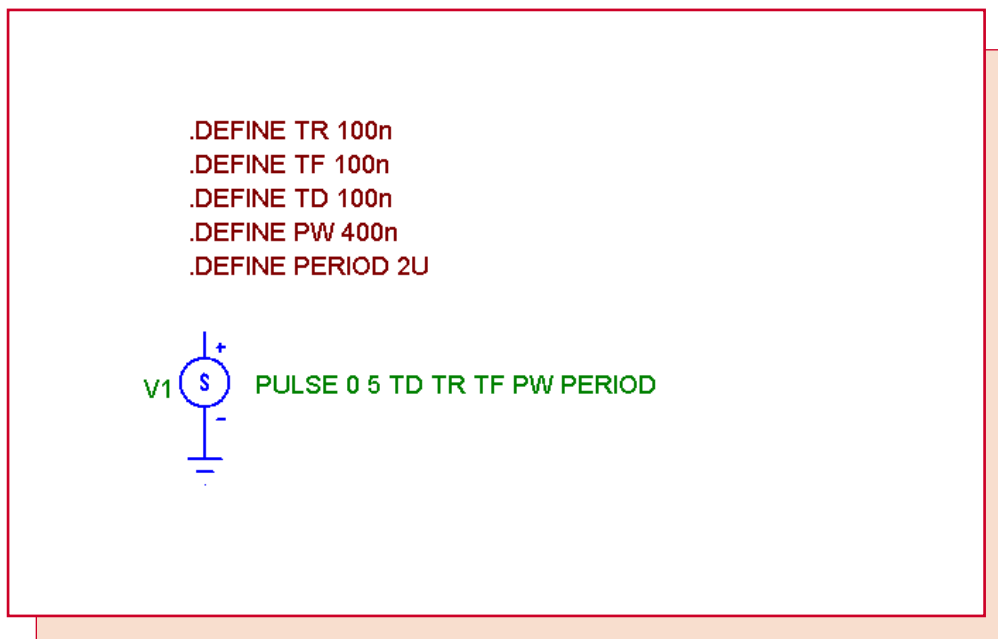 .DEFINE TR 100n
.DEFINE TF 100n
.DEFINE TD 100n
.DEFINE PW 400n
.DEFINE PERIOD 2U
+
V1 S PULSE 0 5 TD TR TF PW PERIOD
-